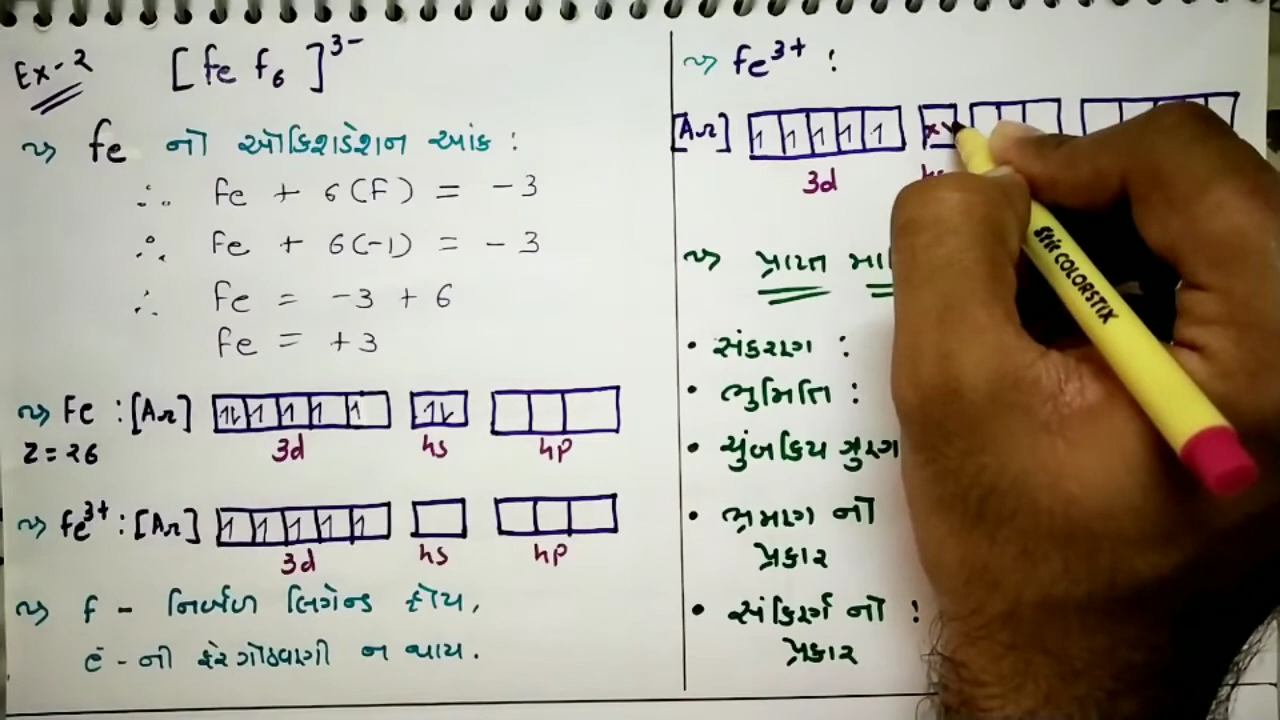 Ex-2 [Fe F6]3-
~> Fe નો ઓકિશડેશન આંક :
∴ Fe + 6(F) = -3
∴ Fe + 6(-1) = -3
∴ Fe = -3 + 6
Fe = +3
~> Fe : [Ar] 1↿⇂ 1 1 1 1 ↿⇂
3d 4s 4p
Z = 26
~> Fe3+ : [Ar] 1 1 1 1 1
3d 4s 4p
~> F - નિર્બળ લિગેન્ડ હોય,
ē - ની ફેરગોઠવણી ન થાય.
~> Fe3+ :
[Ar] 1 1 1 1 1 xx
3d
~> પ્રાપ્ત
• સંકરણ :
• ભુમિતિ :
• ચુંબકિય ગુણ
• ભ્રમણ નો
પ્રકાર
• સંકિર્ણ નો :
પ્રકાર
Stic COLORSTIX